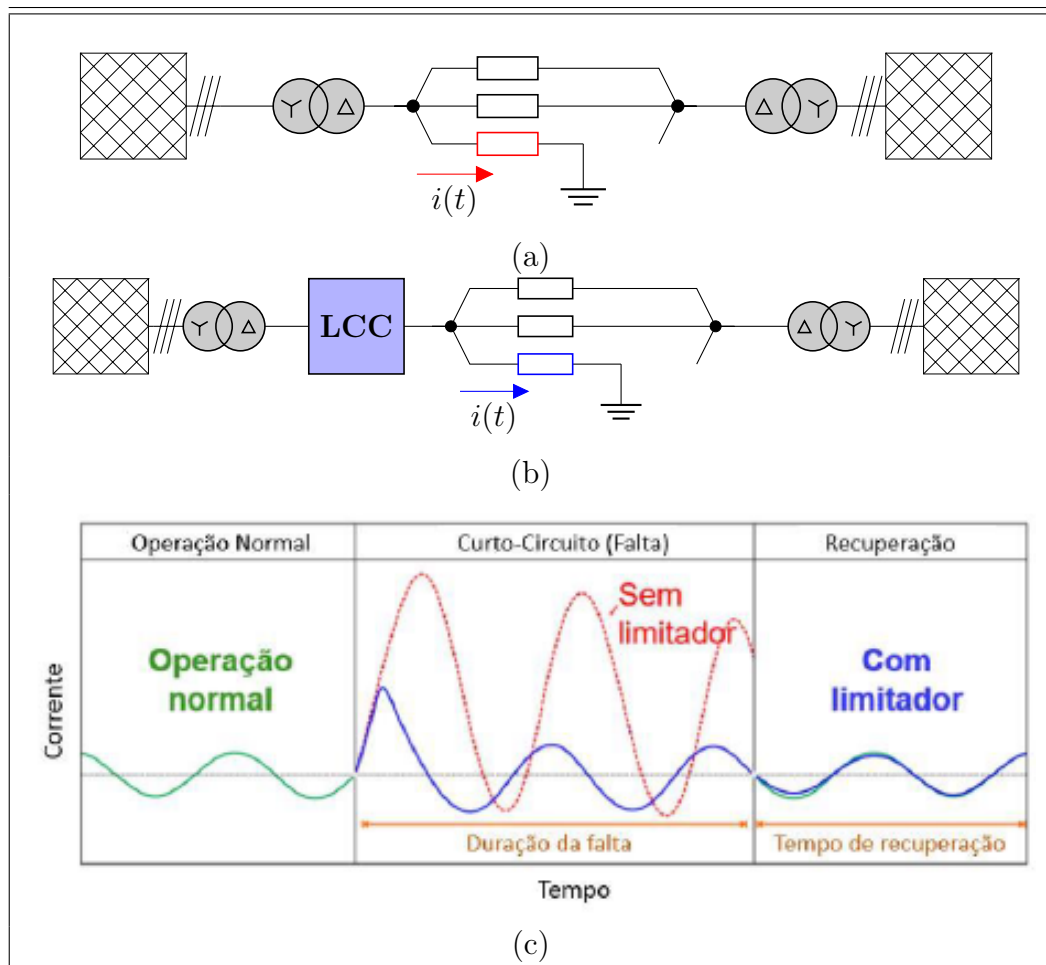 i(t)
(a)
LCC
i(t)
(b)
Operação Normal
Curto-Circuito (Falta)
Recuperação
Corrente
Operação
normal
Sem
limitador
Com
limitador
Duração da falta
Tempo de recuperação
Tempo
(c)